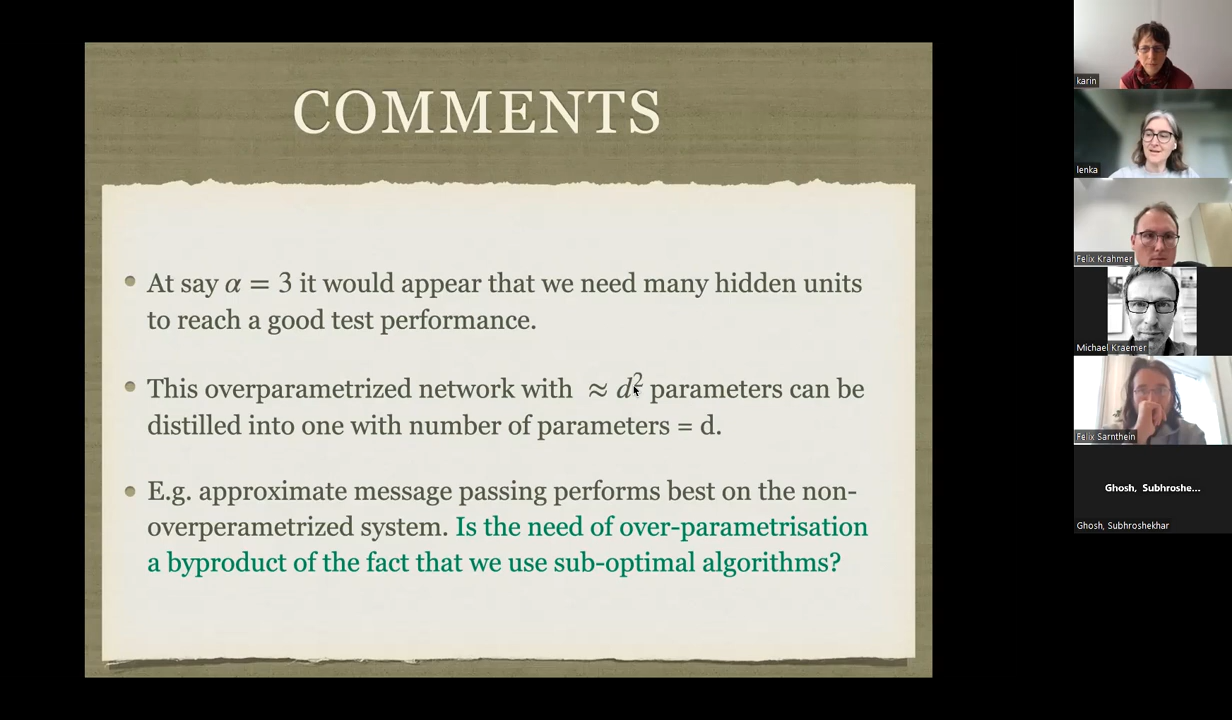 COMMENTS
At say α = 3 it would appear that we need many hidden units
to reach a good test performance.
This overparametrized network with ≈ d² parameters can be
distilled into one with number of parameters = d.
E.g. approximate message passing performs best on the non-
overperametrized system. Is the need of over-parametrisation
a byproduct of the fact that we use sub-optimal algorithms?
karin
lenka
Felix Krahmer
Michael Kraemer
Felix Sarnthein
Ghosh, Subhroshe...
Ghosh, Subhroshekhar